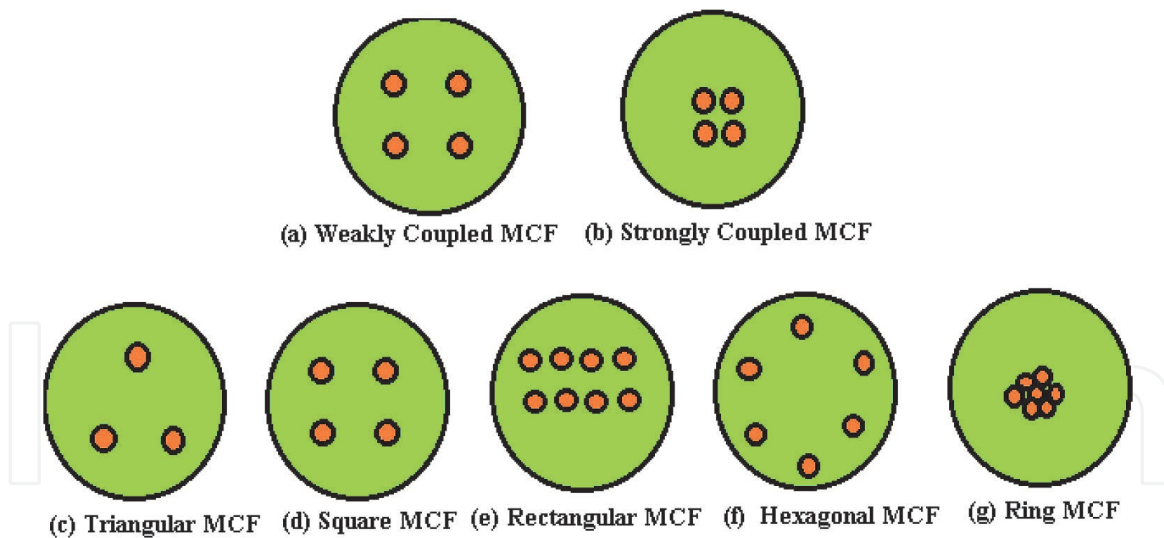 (a) Weakly Coupled MCF (b) Strongly Coupled MCF
(c) Triangular MCF (d) Square MCF (e) Rectangular MCF (f) Hexagonal MCF (g) Ring MCF